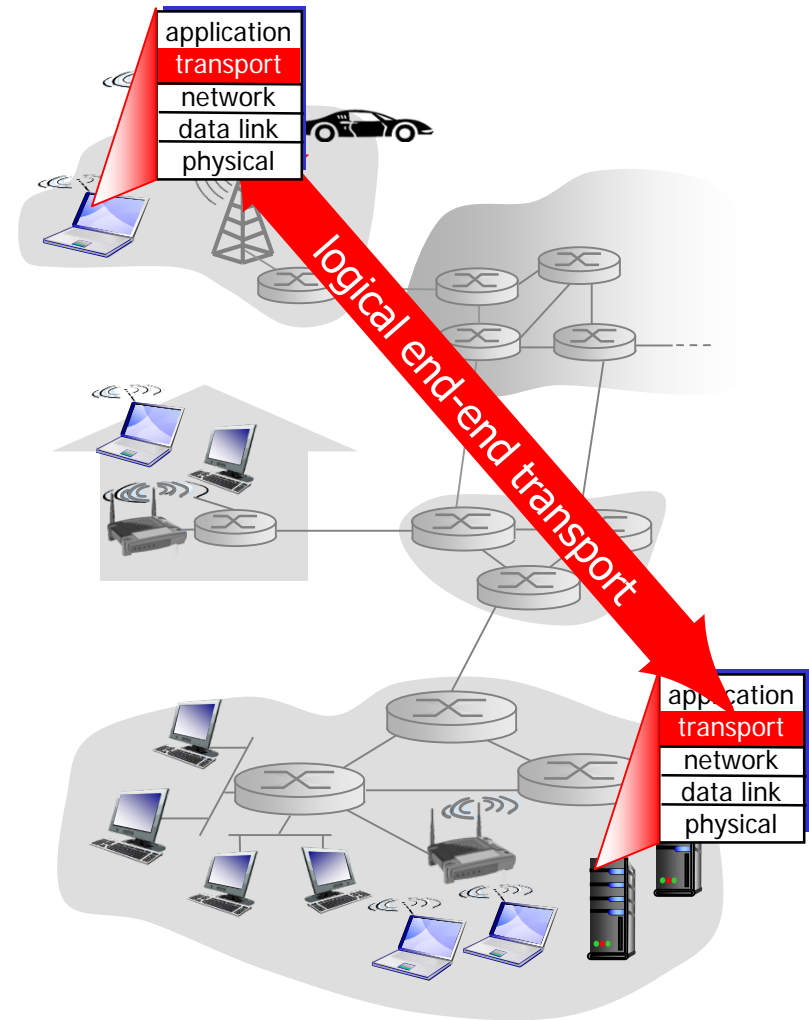 application
transport
network
data link
physical
logical end-end transport
application
transport
network
data link
physical